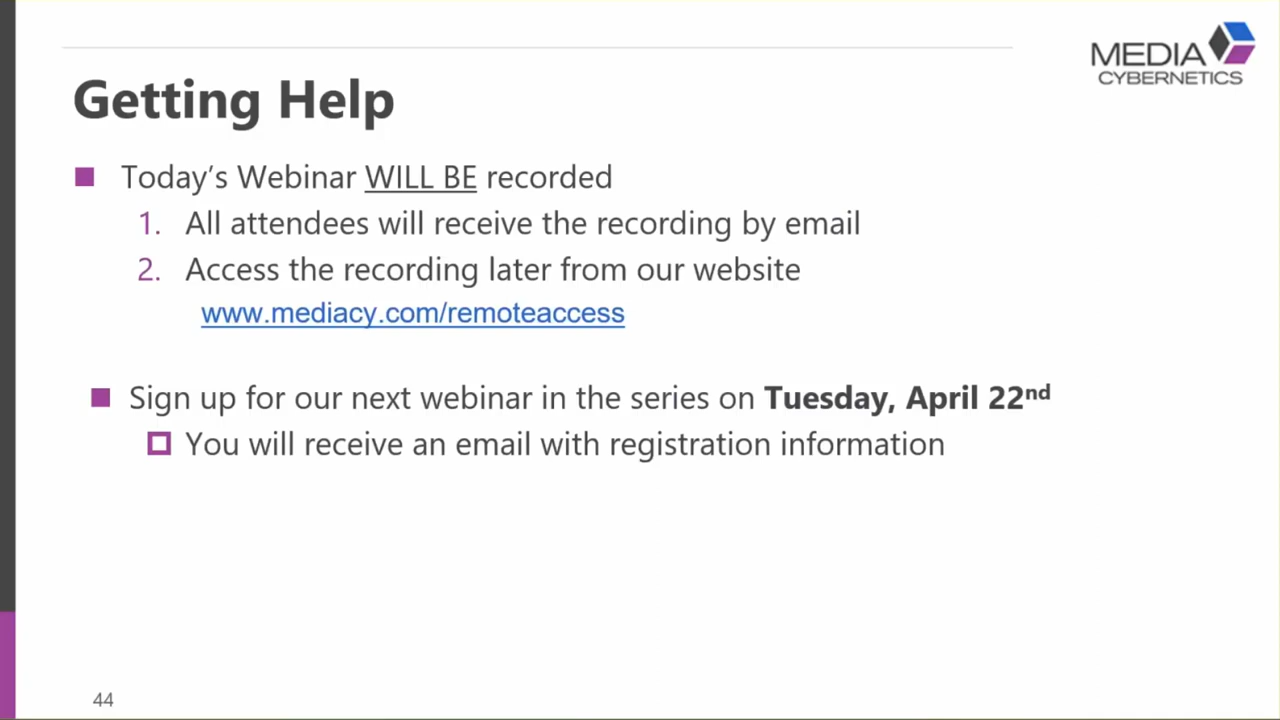 MEDIA
CYBERNETICS
Getting Help
Today's Webinar WILL BE recorded
1. All attendees will receive the recording by email
2. Access the recording later from our website
www.mediacy.com/remoteaccess
Sign up for our next webinar in the series on Tuesday, April 22nd
You will receive an email with registration information
44